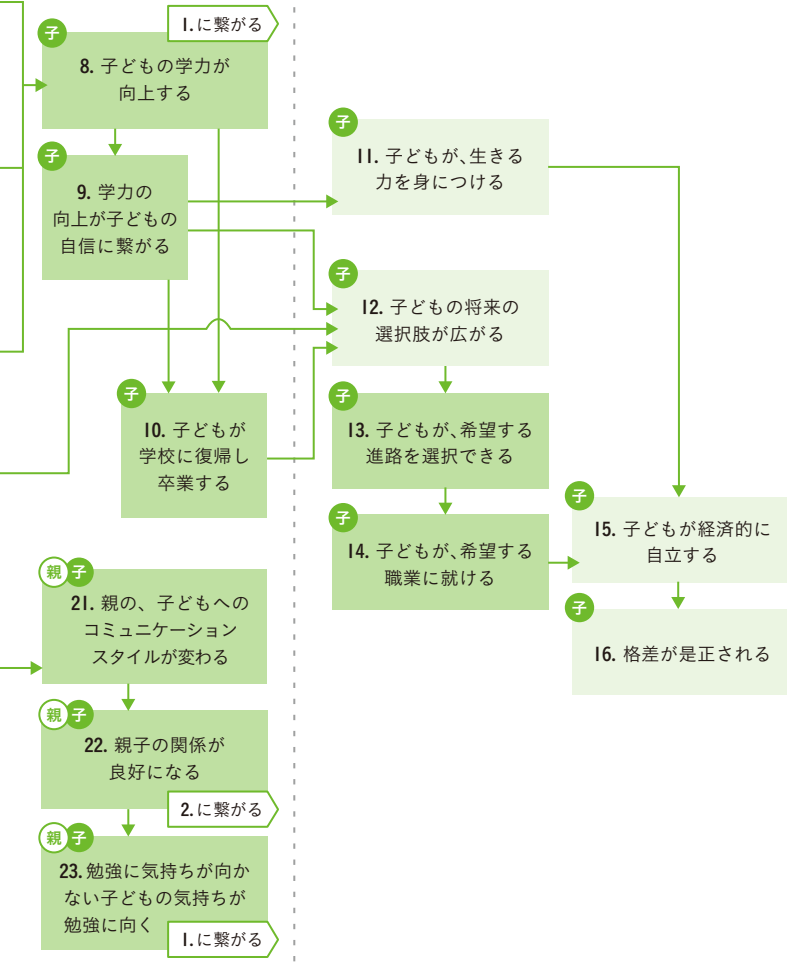 1.に繋がる
子
8. 子どもの学力が
向上する
子
9. 学力の
向上が子どもの
自信に繋がる
子
10. 子どもが
学校に復帰し
卒業する
子
11. 子どもが、生きる
力を身につける
子
12. 子どもの将来の
選択肢が広がる
子
13. 子どもが、希望する
進路を選択できる
子
14. 子どもが、希望する
職業に就ける
子
15. 子どもが経済的に
自立する
子
16. 格差が是正される
親 子
21. 親の、子どもへの
コミュニケーション
スタイルが変わる
親 子
22. 親子の関係が
良好になる
2.に繋がる
親 子
23. 勉強に気持ちが向か
ない子どもの気持ちが
勉強に向く
1.に繋がる